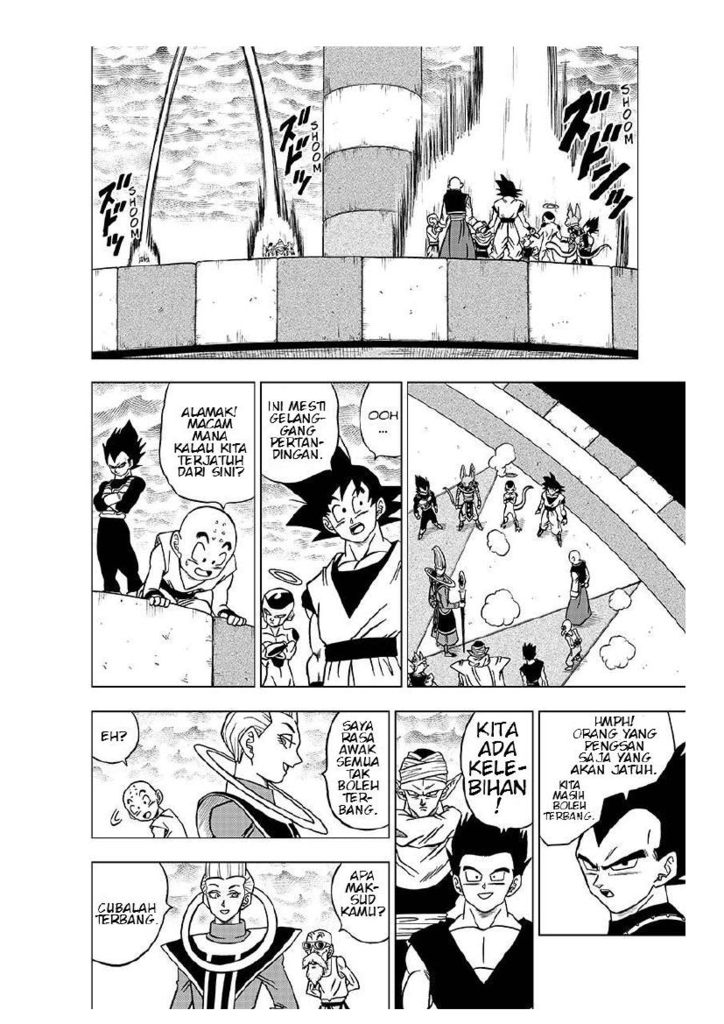 ズドッ
SHOOM
ズドドッ
SHOOM
ズドッ
SHOOM
OOH
...
INI MESTI
GELANG-
GANG
PERTAN-
DINGAN.
ALAMAK!
MACAM
MANA
KALAU KITA
TERJATUH
DARI SINI?
HMPH!
ORANG YANG
PENGSAN
SAJA YANG
AKAN JATUH.
KITA
MASIH
BOLEH
TERBANG.
KITA
ADA
KELE-
BIHAN
!
SAYA
RASA
AWAK
SEMUA
TAK
BOLEH
TER-
BANG.
EH?
APA
MAK-
SUD
KAMU?
CUBALAH
TERBANG.